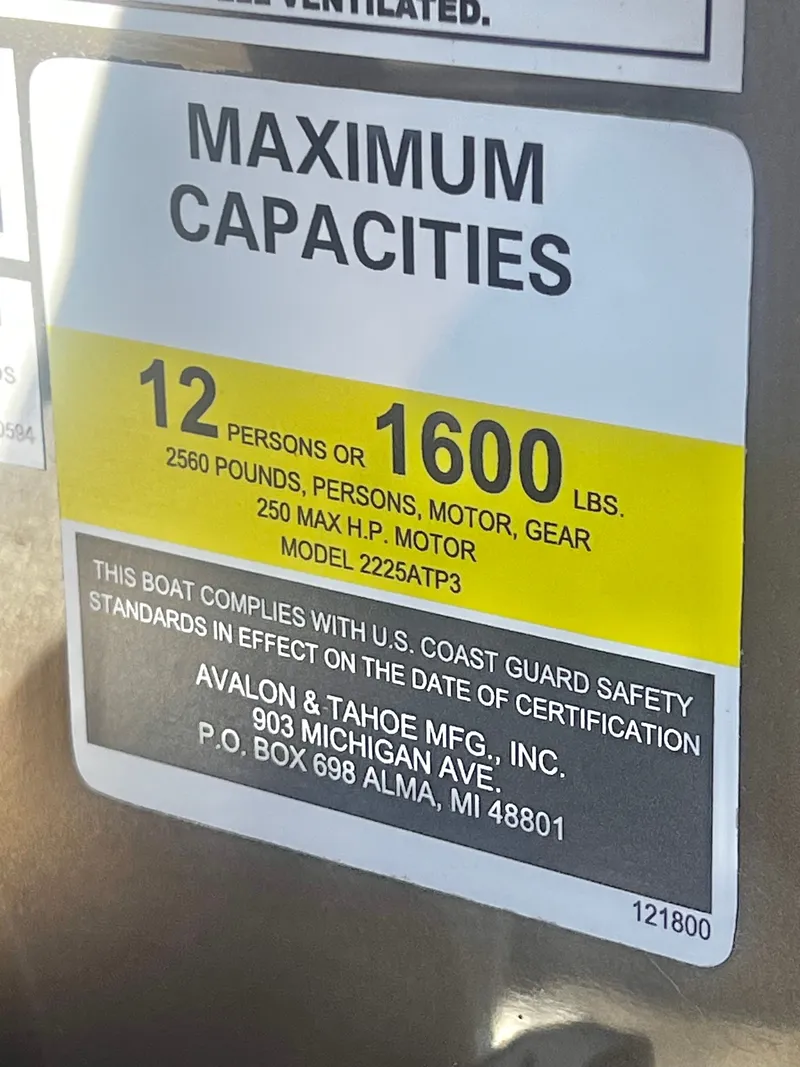 VENTILATED.
MAXIMUM
CAPACITIES
12 PERSONS OR 1600 LBS.
2560 POUNDS, PERSONS, MOTOR, GEAR
250 MAX H.P. MOTOR
MODEL 2225ATP3
THIS BOAT COMPLIES WITH U.S. COAST GUARD SAFETY
STANDARDS IN EFFECT ON THE DATE OF CERTIFICATION
AVALON & TAHOE MFG., INC.
903 MICHIGAN AVE.
P.O. BOX 698 ALMA, MI 48801
121800